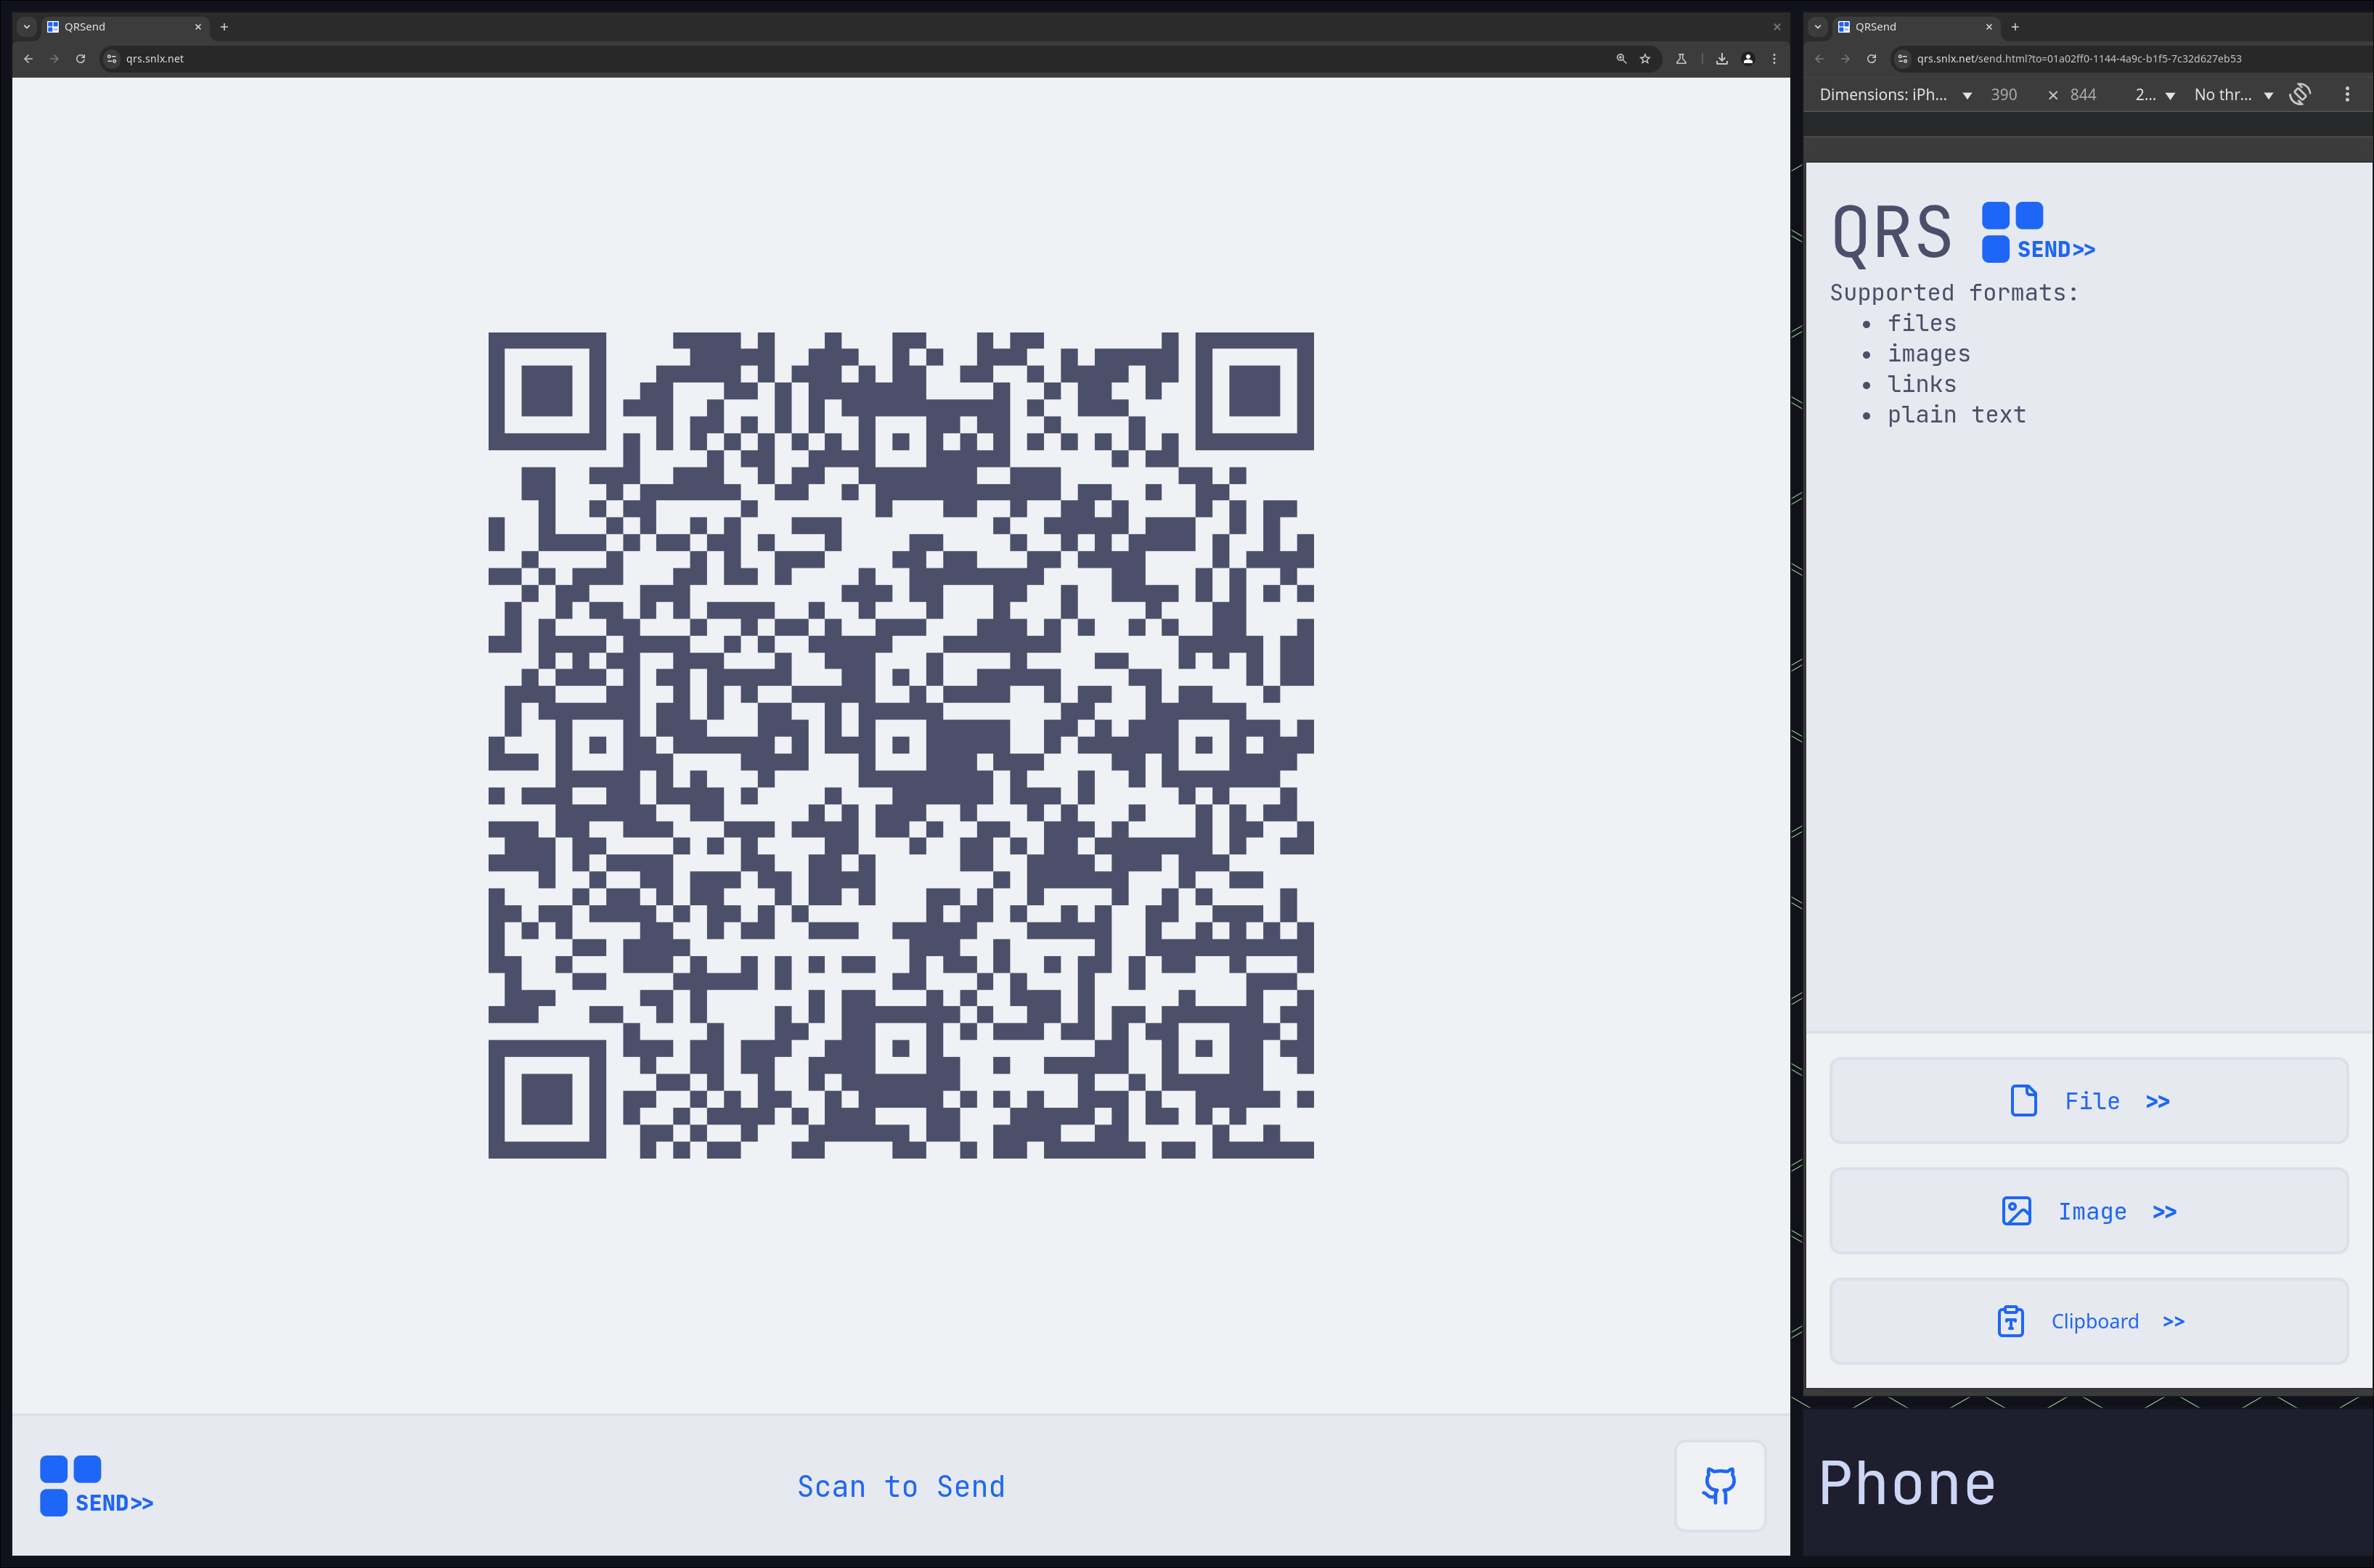 QRSend
qrs.snlx.net
SEND>>
Scan to Send
QRSend
qrs.snlx.net/send.html?to=01a02ff0-1144-4a9c-b1f5-7c32d627eb53
Dimensions: iPh... 390 × 844 2... No thr...
QRS SEND>>
Supported formats:
• files
• images
• links
• plain text
File >>
Image >>
Clipboard >>
Phone